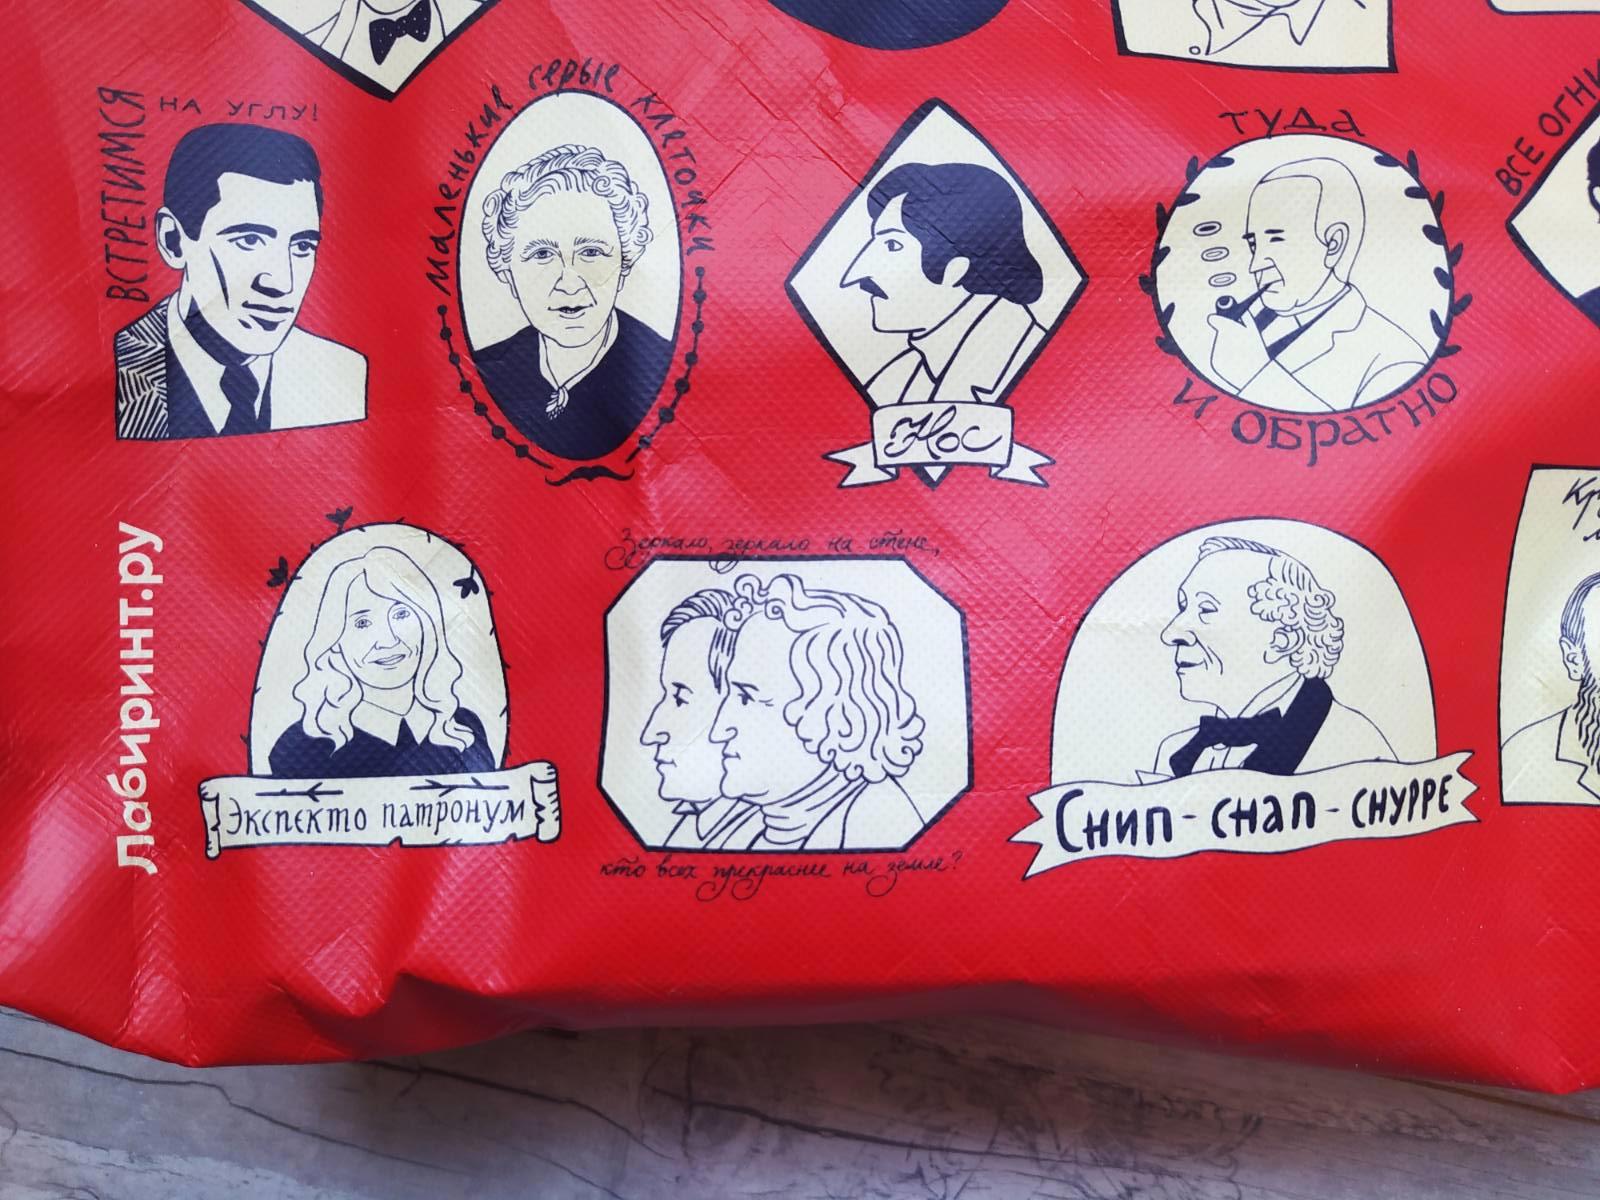 ВСТРЕТИМСЯ
НА УГЛУ!
маленькие серые клеточки
Нос
ТУДА
И ОБРАТНО
ВСЕ ОГНИ
Лабиринт.ру
Экспекто патронум
Зеркало, зеркало на стене,
кто всех прекраснее на земле?
Снип-снап-снурре